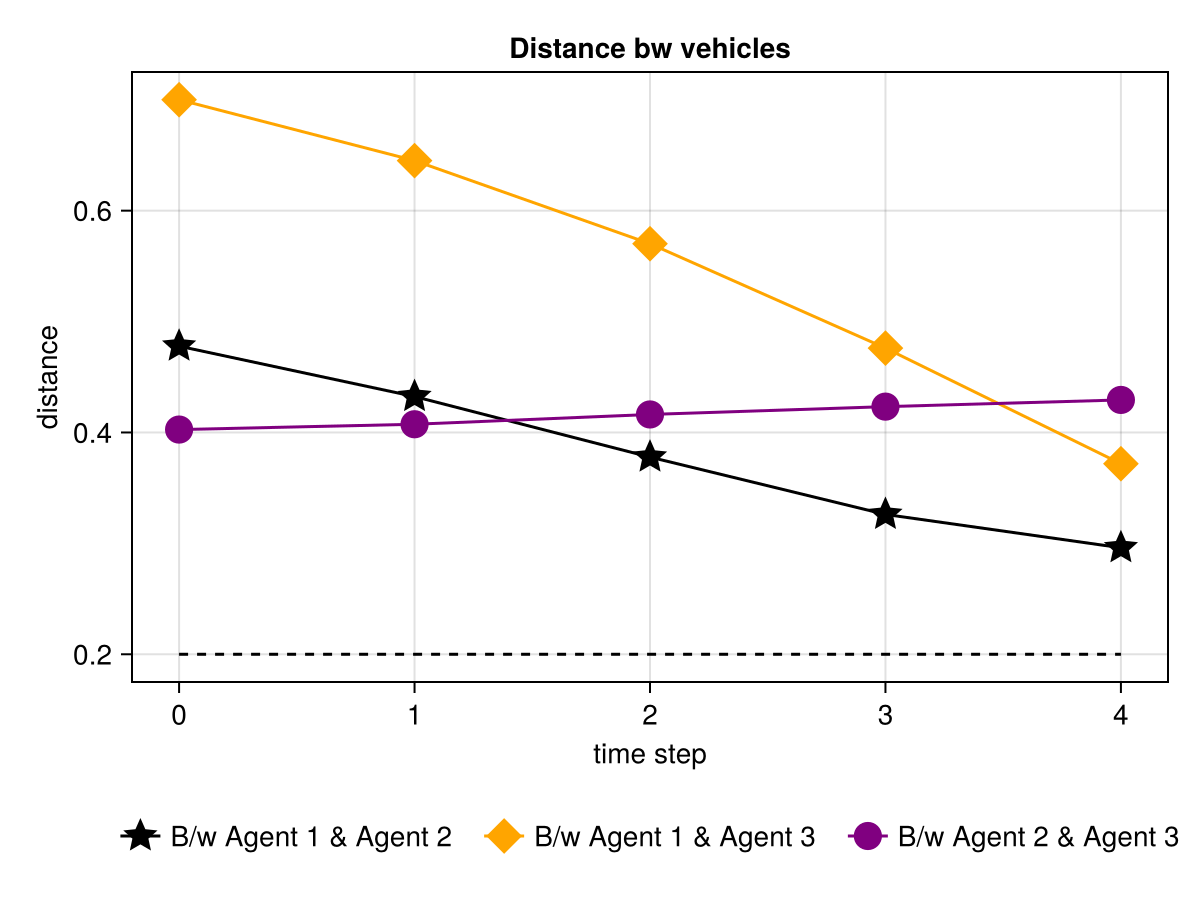 Distance bw vehicles
distance
0.6
0.4
0.2
0 1 2 3 4
time step
B/w Agent 1 & Agent 2 B/w Agent 1 & Agent 3 B/w Agent 2 & Agent 3